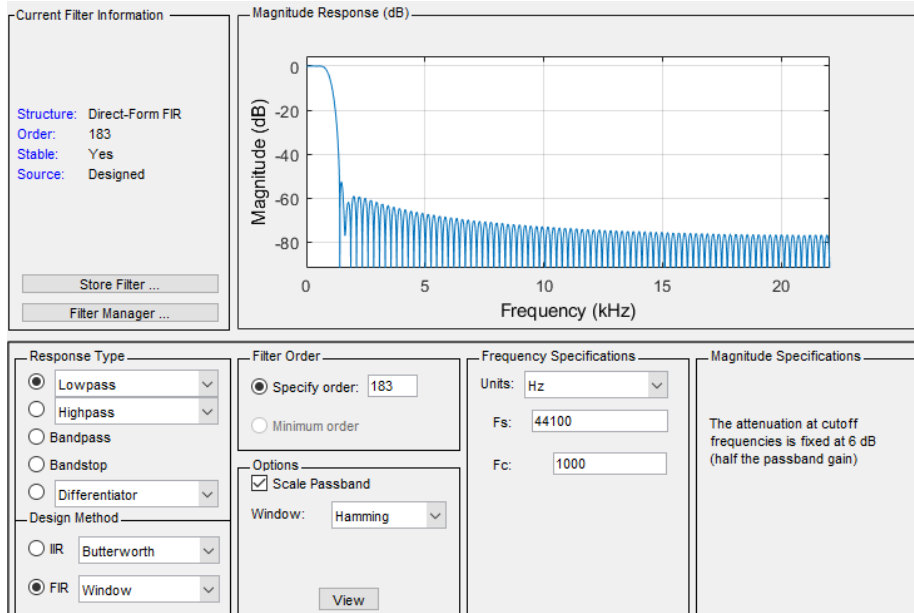 Current Filter Information
Structure: Direct-Form FIR
Order: 183
Stable: Yes
Source: Designed
Store Filter ...
Filter Manager ...
Magnitude Response (dB)
Magnitude (dB)
0
-20
-40
-60
-80
0 5 10 15 20
Frequency (kHz)
Response Type
Lowpass
Highpass
Bandpass
Bandstop
Differentiator
Design Method
IIR Butterworth
FIR Window
Filter Order
Specify order: 183
Minimum order
Options
Scale Passband
Window: Hamming
View
Frequency Specifications
Units: Hz
Fs: 44100
Fc: 1000
Magnitude Specifications
The attenuation at cutoff
frequencies is fixed at 6 dB
(half the passband gain)